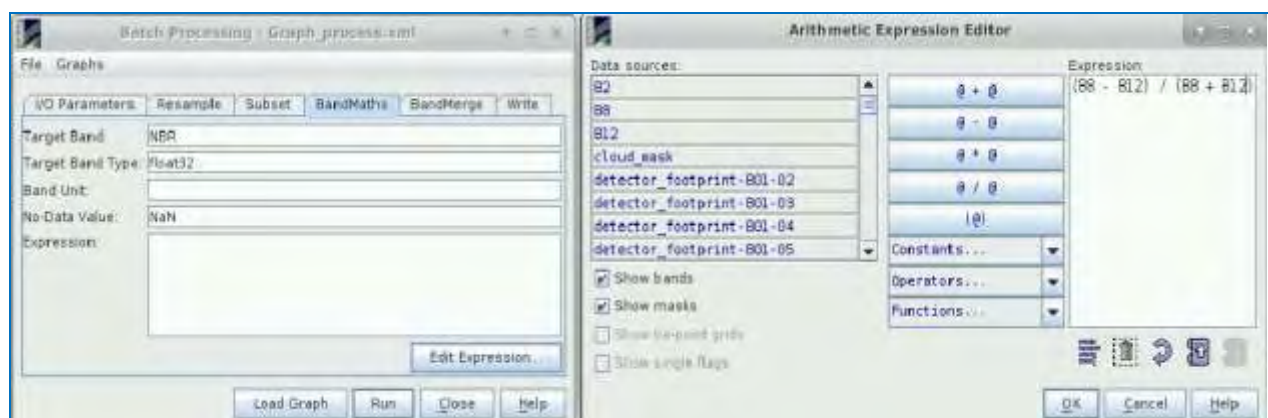 Batch Processing : Graph_process.xml
File Graphs
I/O Parameters Resample Subset BandMaths BandMerge Write
Target Band: NBR
Target Band Type: float32
Band Unit:
No-Data Value: NaN
Expression:
Edit Expression...
Load Graph Run Close Help
Arithmetic Expression Editor
Data sources: Expression:
B2 @ + @ (B8 - B12) / (B8 + B12)
B8 @ - @
B12 @ * @
cloud_mask @ / @
detector_footprint-B01-02 (@)
detector_footprint-B01-03
detector_footprint-B01-04
detector_footprint-B01-05 Constants...
Show bands Operators...
Show masks Functions...
Show tie-point grids
Show single flags
OK Cancel Help